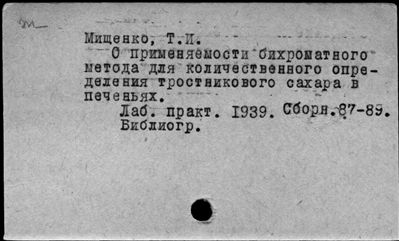 Мищенко, Т.И.
О применяемости бихроматного
метода для количественного опре-
деления тростникового сахара в
печеньях.
Лаб. практ. 1939. Сборн.87-89.
Библиогр.